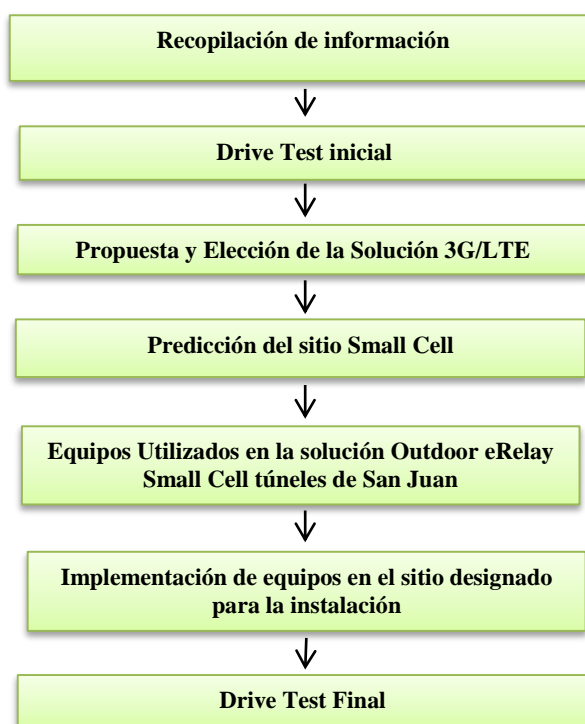 Recopilación de información
Drive Test inicial
Propuesta y Elección de la Solución 3G/LTE
Predicción del sitio Small Cell
Equipos Utilizados en la solución Outdoor eRelay
Small Cell túneles de San Juan
Implementación de equipos en el sitio designado
para la instalación
Drive Test Final